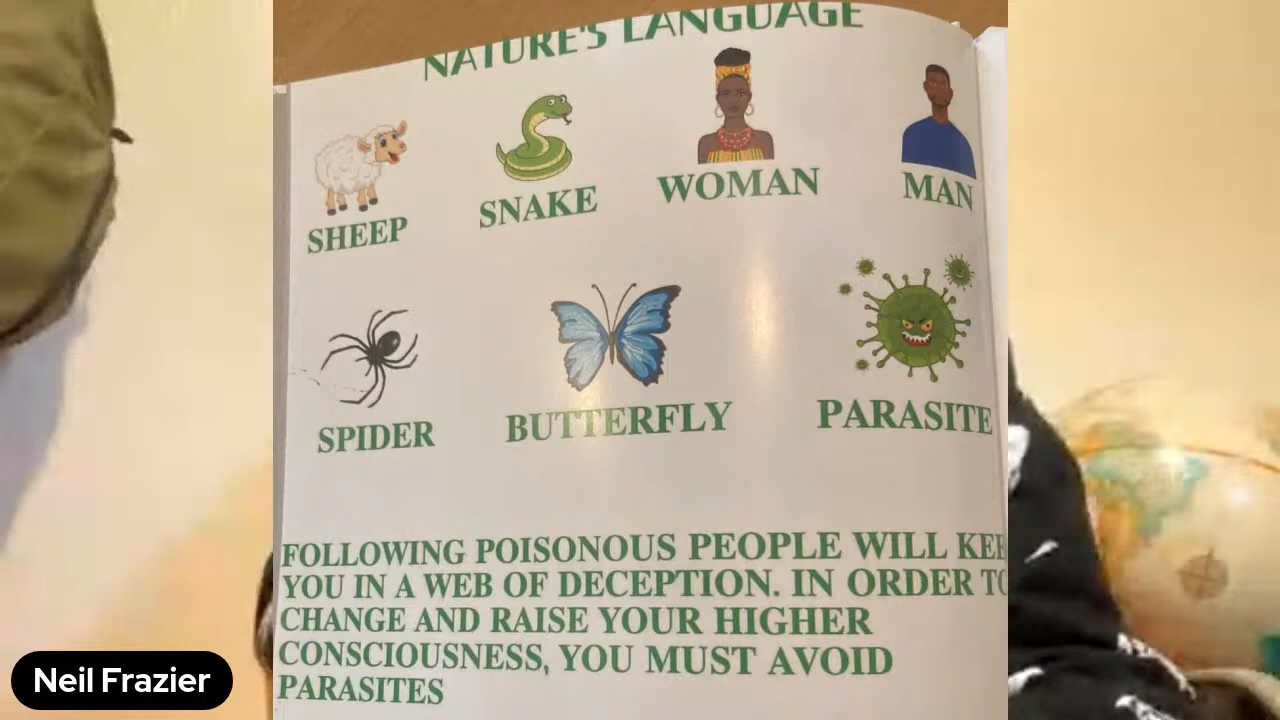 NATURE'S LANGUAGE
SHEEP
SNAKE
WOMAN
MAN
SPIDER
BUTTERFLY
PARASITE
FOLLOWING POISONOUS PEOPLE WILL
YOU IN A WEB OF DECEPTION. IN ORDER TO
CHANGE AND RAISE YOUR HIGHER
CONSCIOUSNESS, YOU MUST AVOID
PARASITES
Neil Frazier